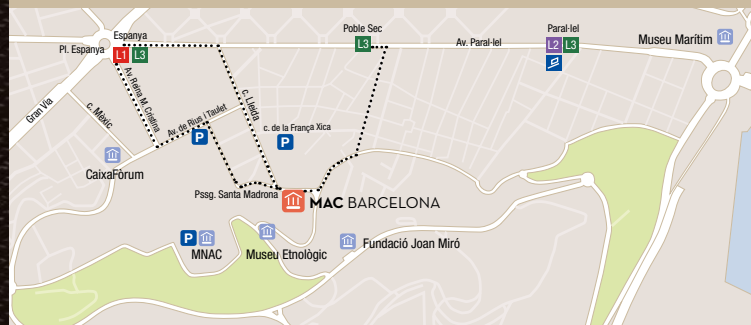 Poble Sec
L3
Paral·lel
L2 L3
Av. Paral·lel
Museu Marítim
Espanya
Pl. Espanya
L1 L3
Gran Via
c. Mèxic
Av. Reina M. Cristina
Av. de Rius i Taulet
P
c. Lleida
c. de la França Xica
P
CaixaFòrum
Pssg. Santa Madrona
MAC BARCELONA
P
MNAC
Museu Etnològic
Fundació Joan Miró